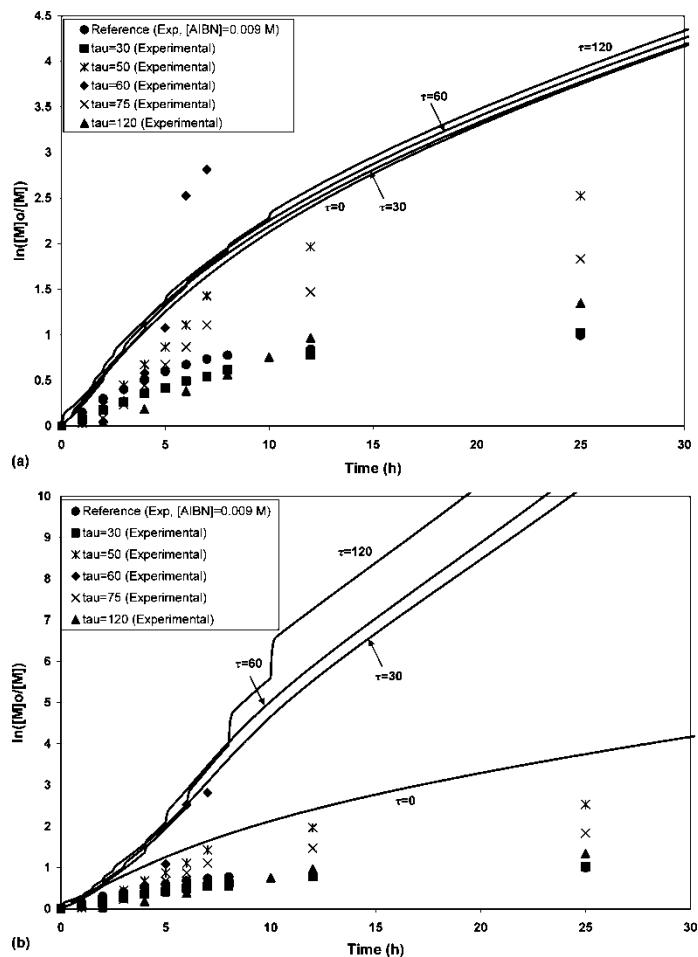 4.5
4
3.5
3
2.5
2
1.5
1
0.5
0
ln([M]o/[M])
Reference (Exp, [AIBN]=0.009 M)
tau=30 (Experimental)
tau=50 (Experimental)
tau=60 (Experimental)
tau=75 (Experimental)
tau=120 (Experimental)
τ=120
τ=60
τ=0
τ=30
0 5 10 15 20 25 30
(a)
Time (h)
10
9
8
7
6
5
4
3
2
1
0
ln([M]o/[M])
Reference (Exp, [AIBN]=0.009 M)
tau=30 (Experimental)
tau=50 (Experimental)
tau=60 (Experimental)
tau=75 (Experimental)
tau=120 (Experimental)
τ=120
τ=60
τ=30
τ=0
0 5 10 15 20 25 30
(b)
Time (h)